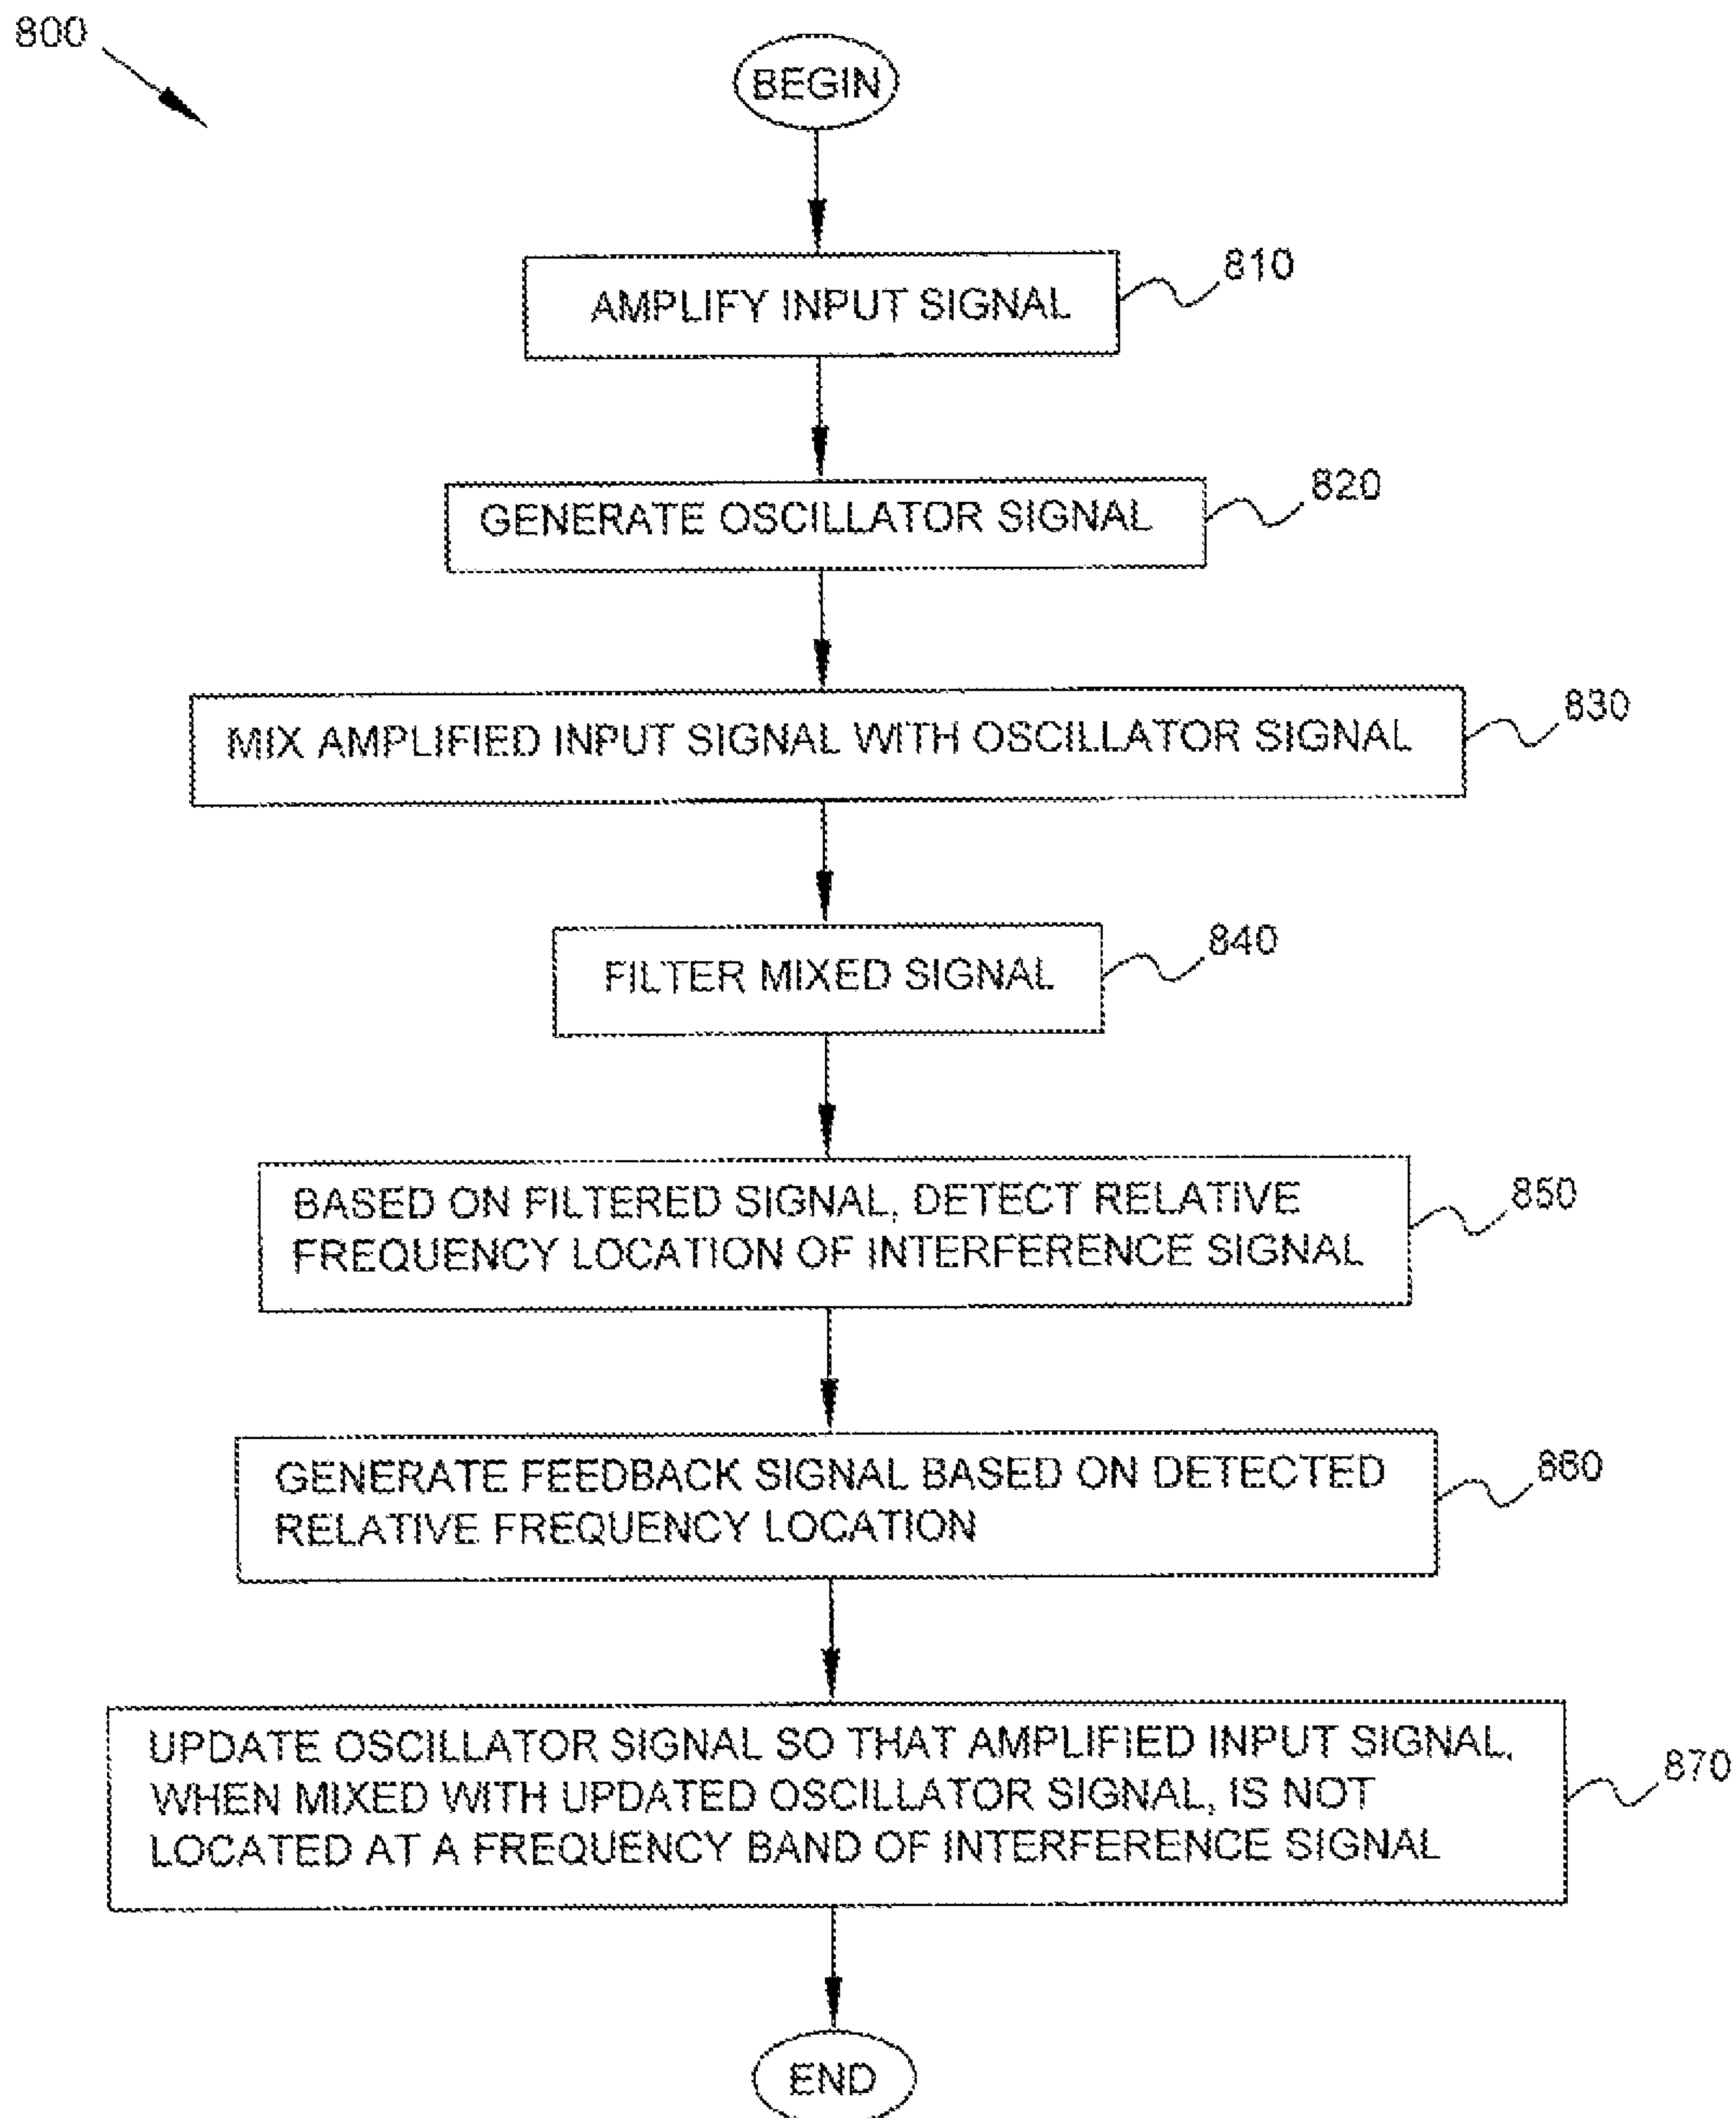 800
BEGIN
AMPLIFY INPUT SIGNAL
810
GENERATE OSCILLATOR SIGNAL
820
MIX AMPLIFIED INPUT SIGNAL WITH OSCILLATOR SIGNAL
830
FILTER MIXED SIGNAL
840
BASED ON FILTERED SIGNAL, DETECT RELATIVE
FREQUENCY LOCATION OF INTERFERENCE SIGNAL
850
GENERATE FEEDBACK SIGNAL BASED ON DETECTED
RELATIVE FREQUENCY LOCATION
860
UPDATE OSCILLATOR SIGNAL SO THAT AMPLIFIED INPUT SIGNAL,
WHEN MIXED WITH UPDATED OSCILLATOR SIGNAL, IS NOT
LOCATED AT A FREQUENCY BAND OF INTERFERENCE SIGNAL
870
END